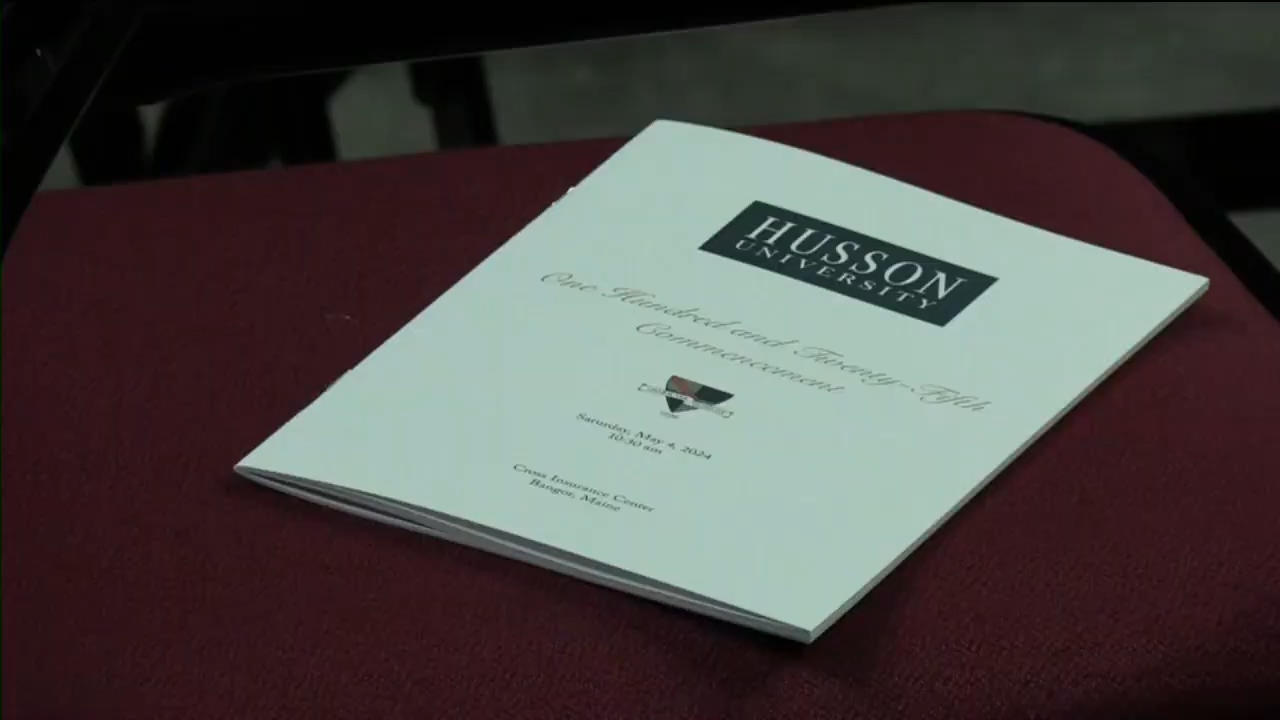 HUSSON
UNIVERSITY
One Hundred and Twenty-Fifth
Commencement
Saturday, May 4, 2024
10:30 am
Cross Insurance Center
Bangor, Maine